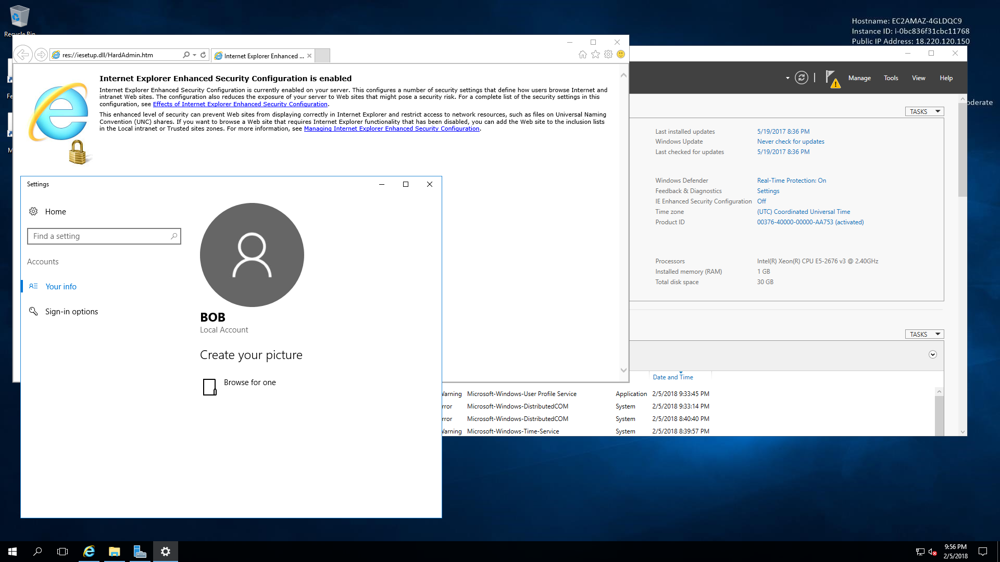 Recycle Bin
Hostname: EC2AMAZ-4GLDQC9
Instance ID: i-0bc836f31cbc11768
Public IP Address: 18.220.120.150
oderate
Fe
M
res://iesetup.dll/HardAdmin.htm
Internet Explorer Enhanced ...
Internet Explorer Enhanced Security Configuration is enabled
Internet Explorer Enhanced Security Configuration is currently enabled on your server. This configures a number of security settings that define how users browse Internet and
intranet Web sites. The configuration also reduces the exposure of your server to Web sites that might pose a security risk. For a complete list of the security settings in this
configuration, see Effects of Internet Explorer Enhanced Security Configuration.
This enhanced level of security can prevent Web sites from displaying correctly in Internet Explorer and restrict access to network resources, such as files on Universal Naming
Convention (UNC) shares. If you want to browse a Web site that requires Internet Explorer functionality that has been disabled, you can add the Web site to the inclusion lists
in the Local intranet or Trusted sites zones. For more information, see Managing Internet Explorer Enhanced Security Configuration.
Settings
Home
Find a setting
Accounts
Your info
Sign-in options
BOB
Local Account
Create your picture
Browse for one
Manage Tools View Help
TASKS
Last installed updates 5/19/2017 8:36 PM
Windows Update Never check for updates
Last checked for updates 5/19/2017 8:36 PM
Windows Defender Real-Time Protection: On
Feedback & Diagnostics Settings
IE Enhanced Security Configuration Off
Time zone (UTC) Coordinated Universal Time
Product ID 00376-40000-00000-AA753 (activated)
Processors Intel(R) Xeon(R) CPU E5-2676 v3 @ 2.40GHz
Installed memory (RAM) 1 GB
Total disk space 30 GB
TASKS
Date and Time
Warning Microsoft-Windows-User Profile Service Application 2/5/2018 9:33:45 PM
rror Microsoft-Windows-DistributedCOM System 2/5/2018 9:33:14 PM
rror Microsoft-Windows-DistributedCOM System 2/5/2018 8:40:40 PM
Warning Microsoft-Windows-Time-Service System 2/5/2018 8:39:57 PM
9:56 PM
2/5/2018